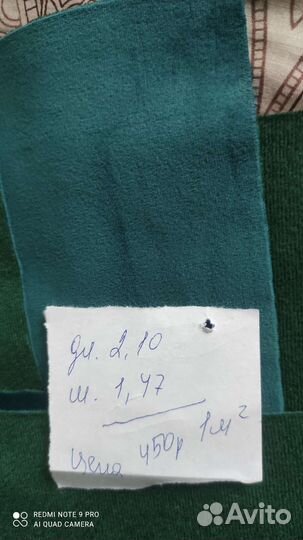 дл. 2,10
ш. 1,47
цена 450р 1м²
REDMI NOTE 9 PRO
AI QUAD CAMERA
Avito